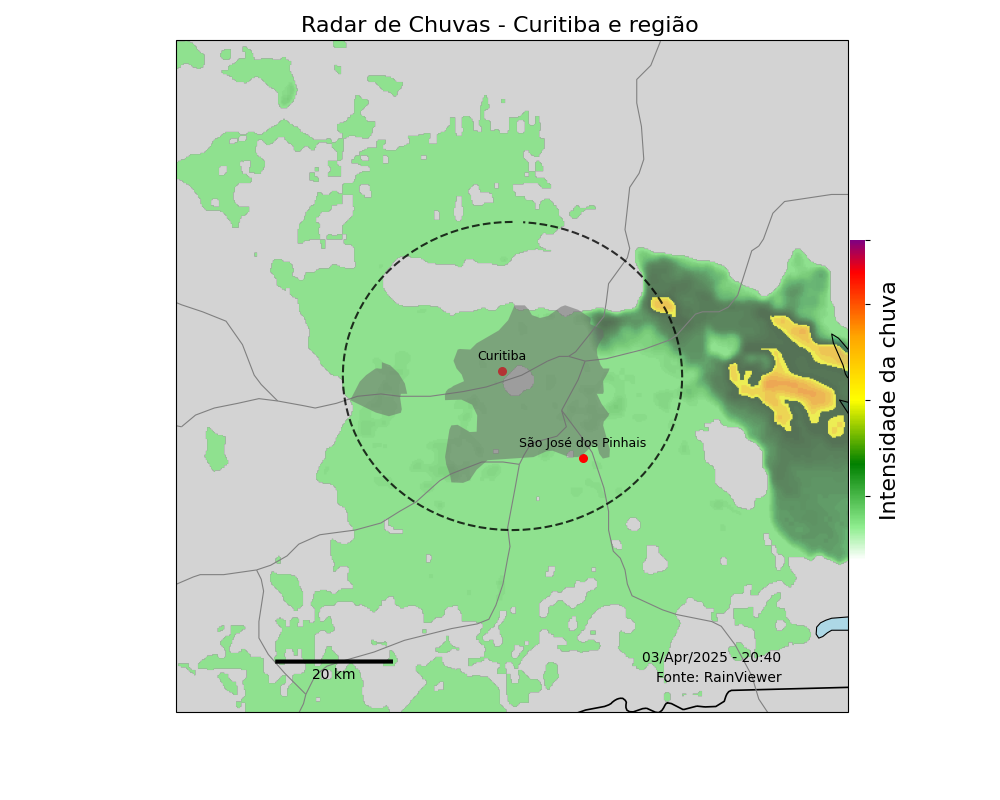 Radar de Chuvas - Curitiba e região
Curitiba
São José dos Pinhais
Intensidade da chuva
20 km
03/Apr/2025 - 20:40
Fonte: RainViewer